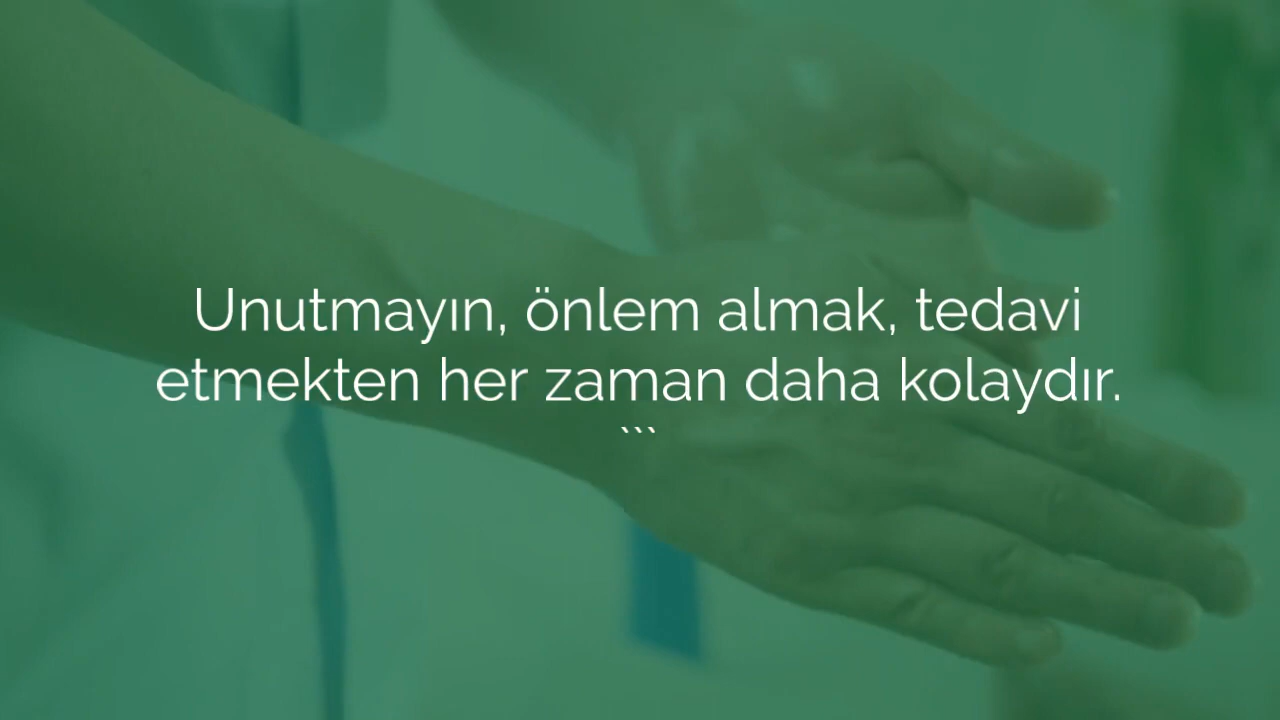 Unutmayın, önlem almak, tedavi
etmekten her zaman daha kolaydır.
```